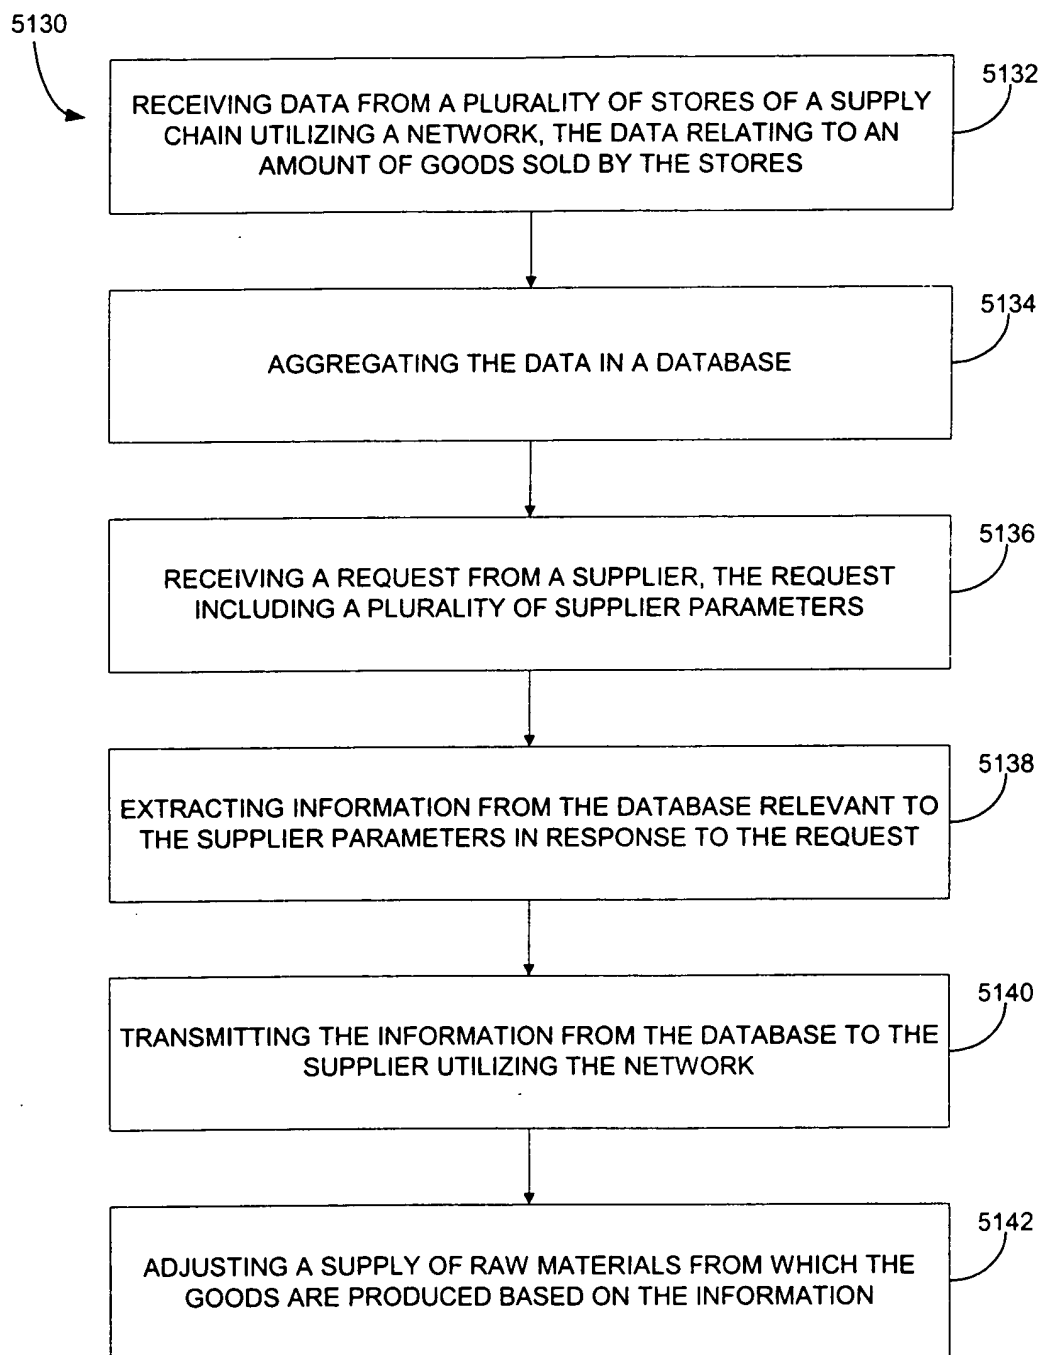 5130
5132
RECEIVING DATA FROM A PLURALITY OF STORES OF A SUPPLY
CHAIN UTILIZING A NETWORK, THE DATA RELATING TO AN
AMOUNT OF GOODS SOLD BY THE STORES
5134
AGGREGATING THE DATA IN A DATABASE
5136
RECEIVING A REQUEST FROM A SUPPLIER, THE REQUEST
INCLUDING A PLURALITY OF SUPPLIER PARAMETERS
5138
EXTRACTING INFORMATION FROM THE DATABASE RELEVANT TO
THE SUPPLIER PARAMETERS IN RESPONSE TO THE REQUEST
5140
TRANSMITTING THE INFORMATION FROM THE DATABASE TO THE
SUPPLIER UTILIZING THE NETWORK
5142
ADJUSTING A SUPPLY OF RAW MATERIALS FROM WHICH THE
GOODS ARE PRODUCED BASED ON THE INFORMATION